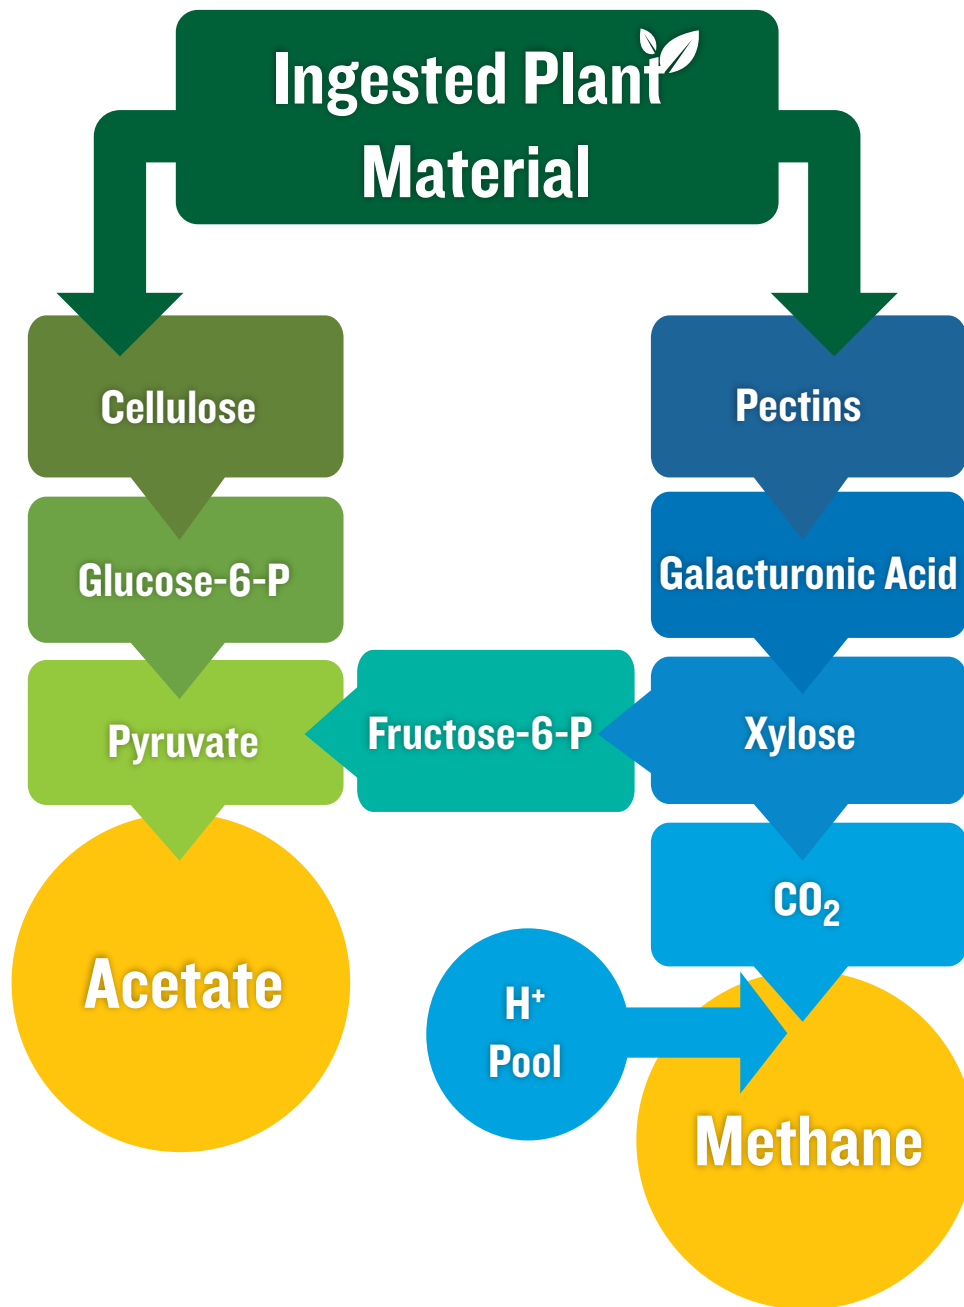 Ingested Plant
Material
Cellulose
Pectins
Glucose-6-P
Galacturonic Acid
Pyruvate
Fructose-6-P
Xylose
CO₂
Acetate
H⁺
Pool
Methane